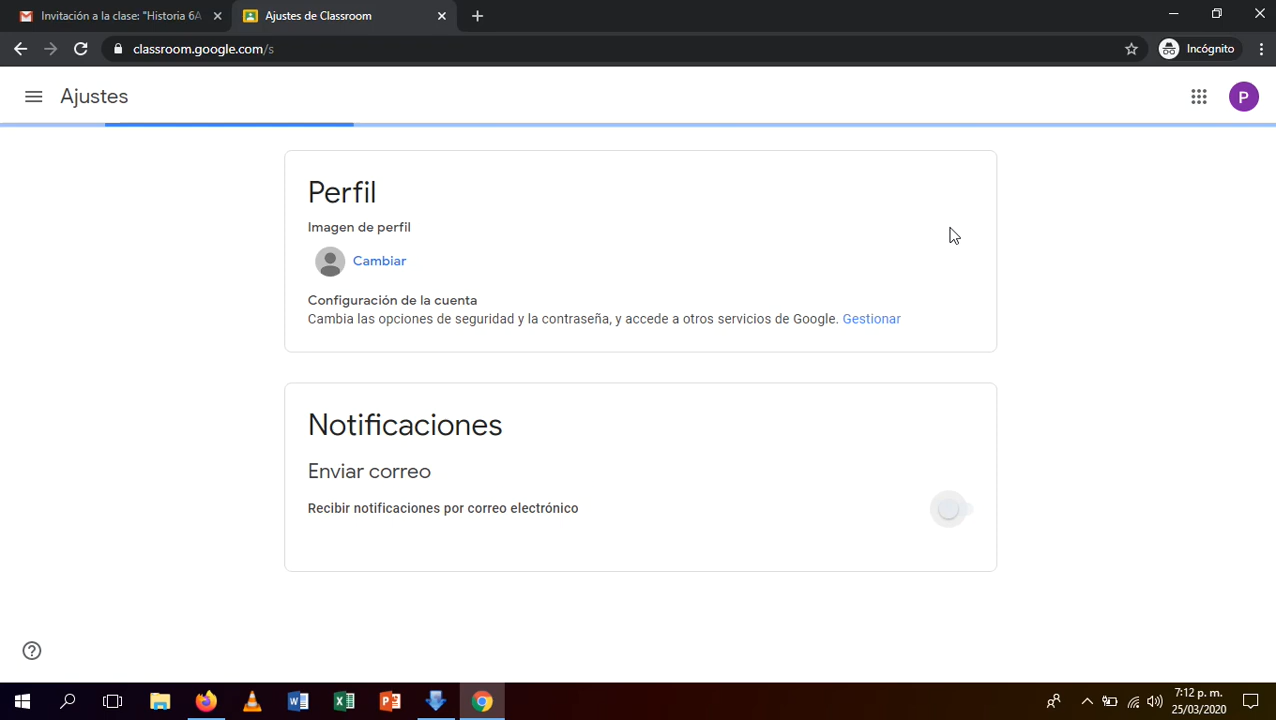 Invitación a la clase: "Historia 6A
Ajustes de Classroom
classroom.google.com/s
Incógnito
Ajustes
P
Perfil
Imagen de perfil
Cambiar
Configuración de la cuenta
Cambia las opciones de seguridad y la contraseña, y accede a otros servicios de Google. Gestionar
Notificaciones
Enviar correo
Recibir notificaciones por correo electrónico
7:12 p. m.
25/03/2020